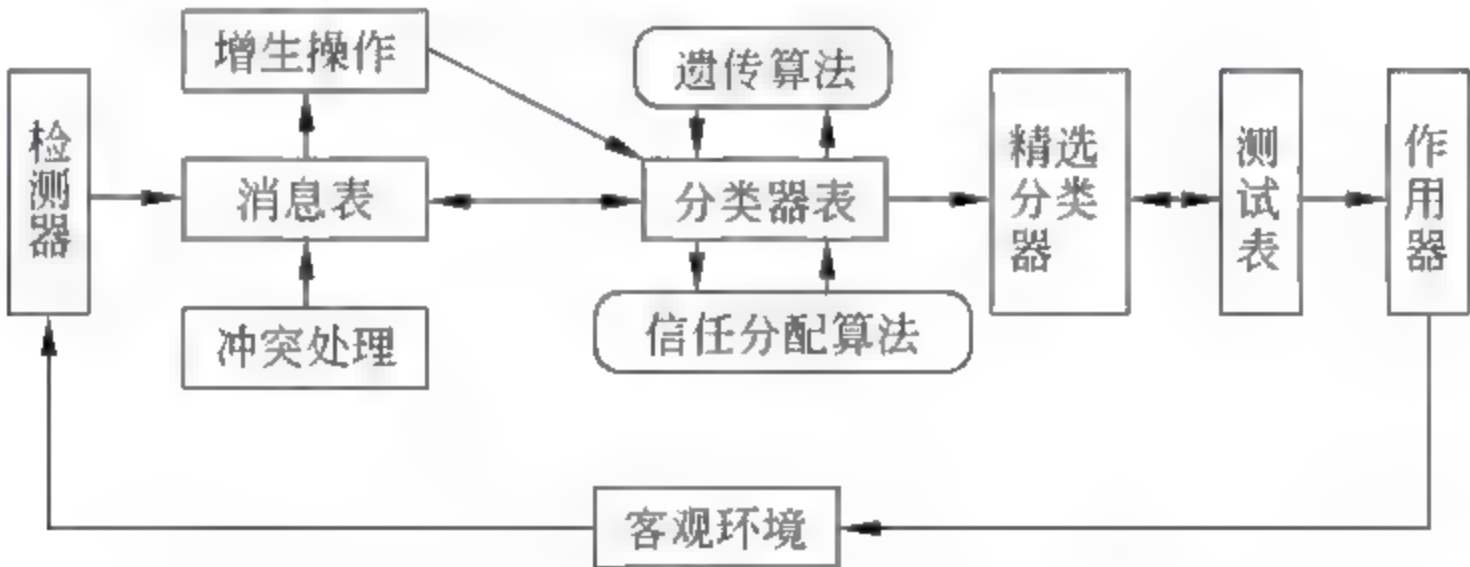 增生操作
遗传算法
检测器
消息表
分类器表
精选分类器
测试表
作用器
冲突处理
信任分配算法
客观环境